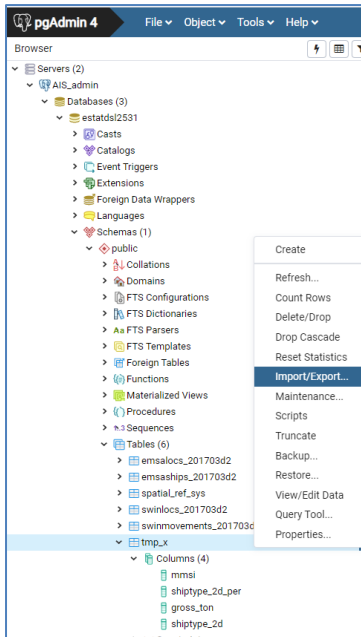 pgAdmin 4 File Object Tools Help
Browser
Servers (2)
AIS_admin
Databases (3)
estatdsl2531
Casts
Catalogs
Event Triggers
Extensions
Foreign Data Wrappers
Languages
Schemas (1)
public
Collations
Domains
FTS Configurations
FTS Dictionaries
Aa FTS Parsers
FTS Templates
Foreign Tables
Functions
Materialized Views
Procedures
1..3 Sequences
Tables (6)
emsalocs_201703d2
emsaships_201703d2
spatial_ref_sys
swinlocs_201703d2
swinmovements_201703d
tmp_x
Columns (4)
mmsi
shiptype_2d_per
gross_ton
shiptype_2d
Create
Refresh...
Count Rows
Delete/Drop
Drop Cascade
Reset Statistics
Import/Export...
Maintenance...
Scripts
Truncate
Backup...
Restore...
View/Edit Data
Query Tool...
Properties...